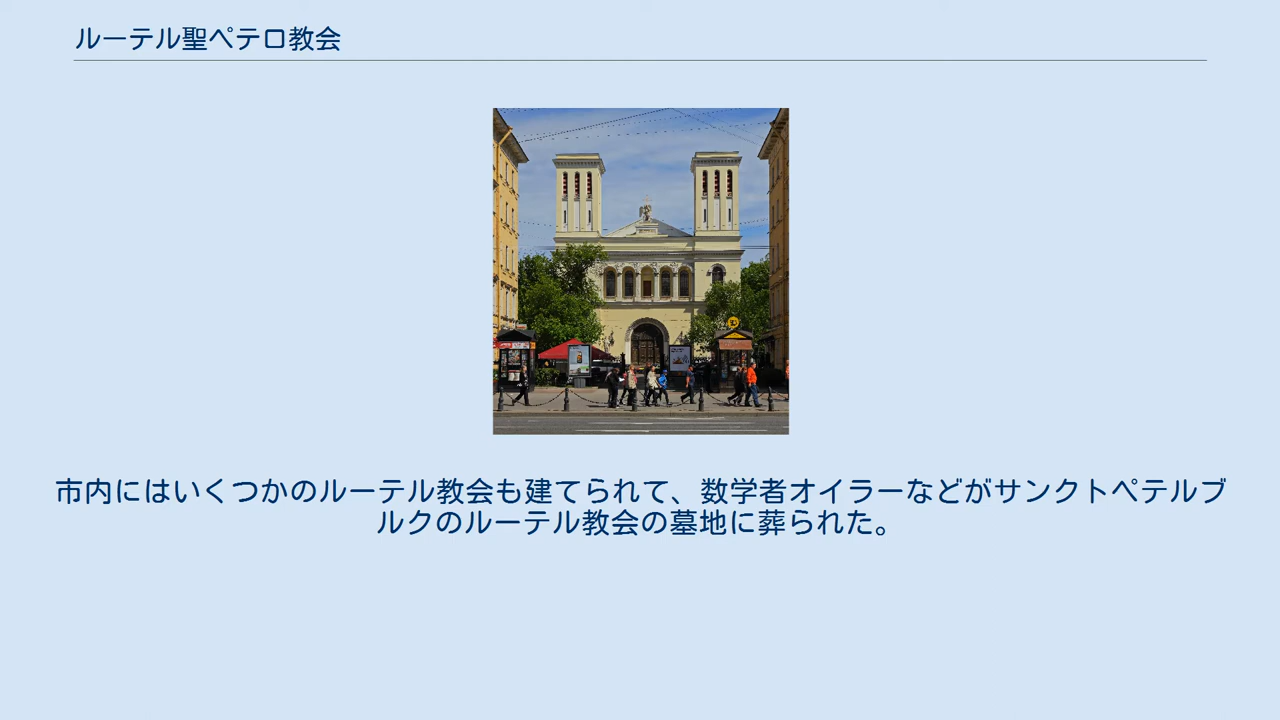 ルーテル聖ペテロ教会
市内にはいくつかのルーテル教会も建てられて、数学者オイラーなどがサンクトペテルブ
ルクのルーテル教会の墓地に葬られた。